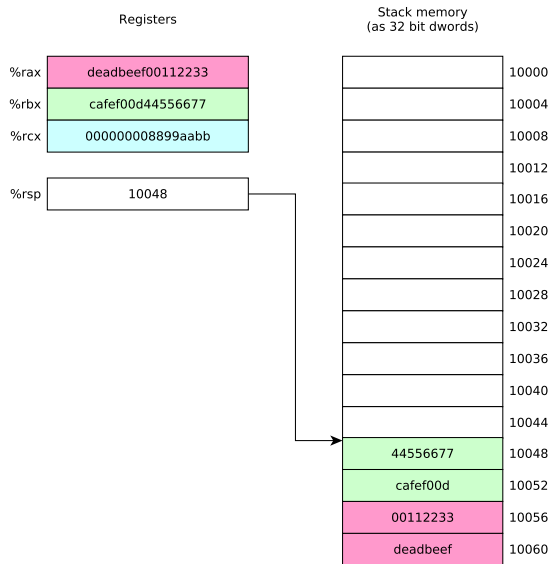 Registers
%rax deadbeef00112233
%rbx cafef00d44556677
%rcx 000000008899aabb
%rsp 10048
Stack memory
(as 32 bit dwords)
10000
10004
10008
10012
10016
10020
10024
10028
10032
10036
10040
10044
44556677 10048
cafef00d 10052
00112233 10056
deadbeef 10060